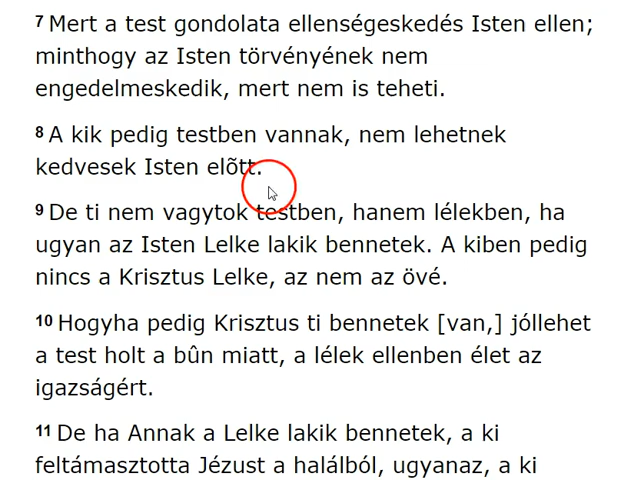 7 Mert a test gondolata ellenségeskedés Isten ellen;
minthogy az Isten törvényének nem
engedelmeskedik, mert nem is teheti.
8 A kik pedig testben vannak, nem lehetnek
kedvesek Isten elõtt.
9 De ti nem vagytok testben, hanem lélekben, ha
ugyan az Isten Lelke lakik bennetek. A kiben pedig
nincs a Krisztus Lelke, az nem az övé.
10 Hogyha pedig Krisztus ti bennetek [van,] jóllehet
a test holt a bûn miatt, a lélek ellenben élet az
igazságért.
11 De ha Annak a Lelke lakik bennetek, a ki
feltámasztotta Jézust a halálból, ugyanaz, a ki